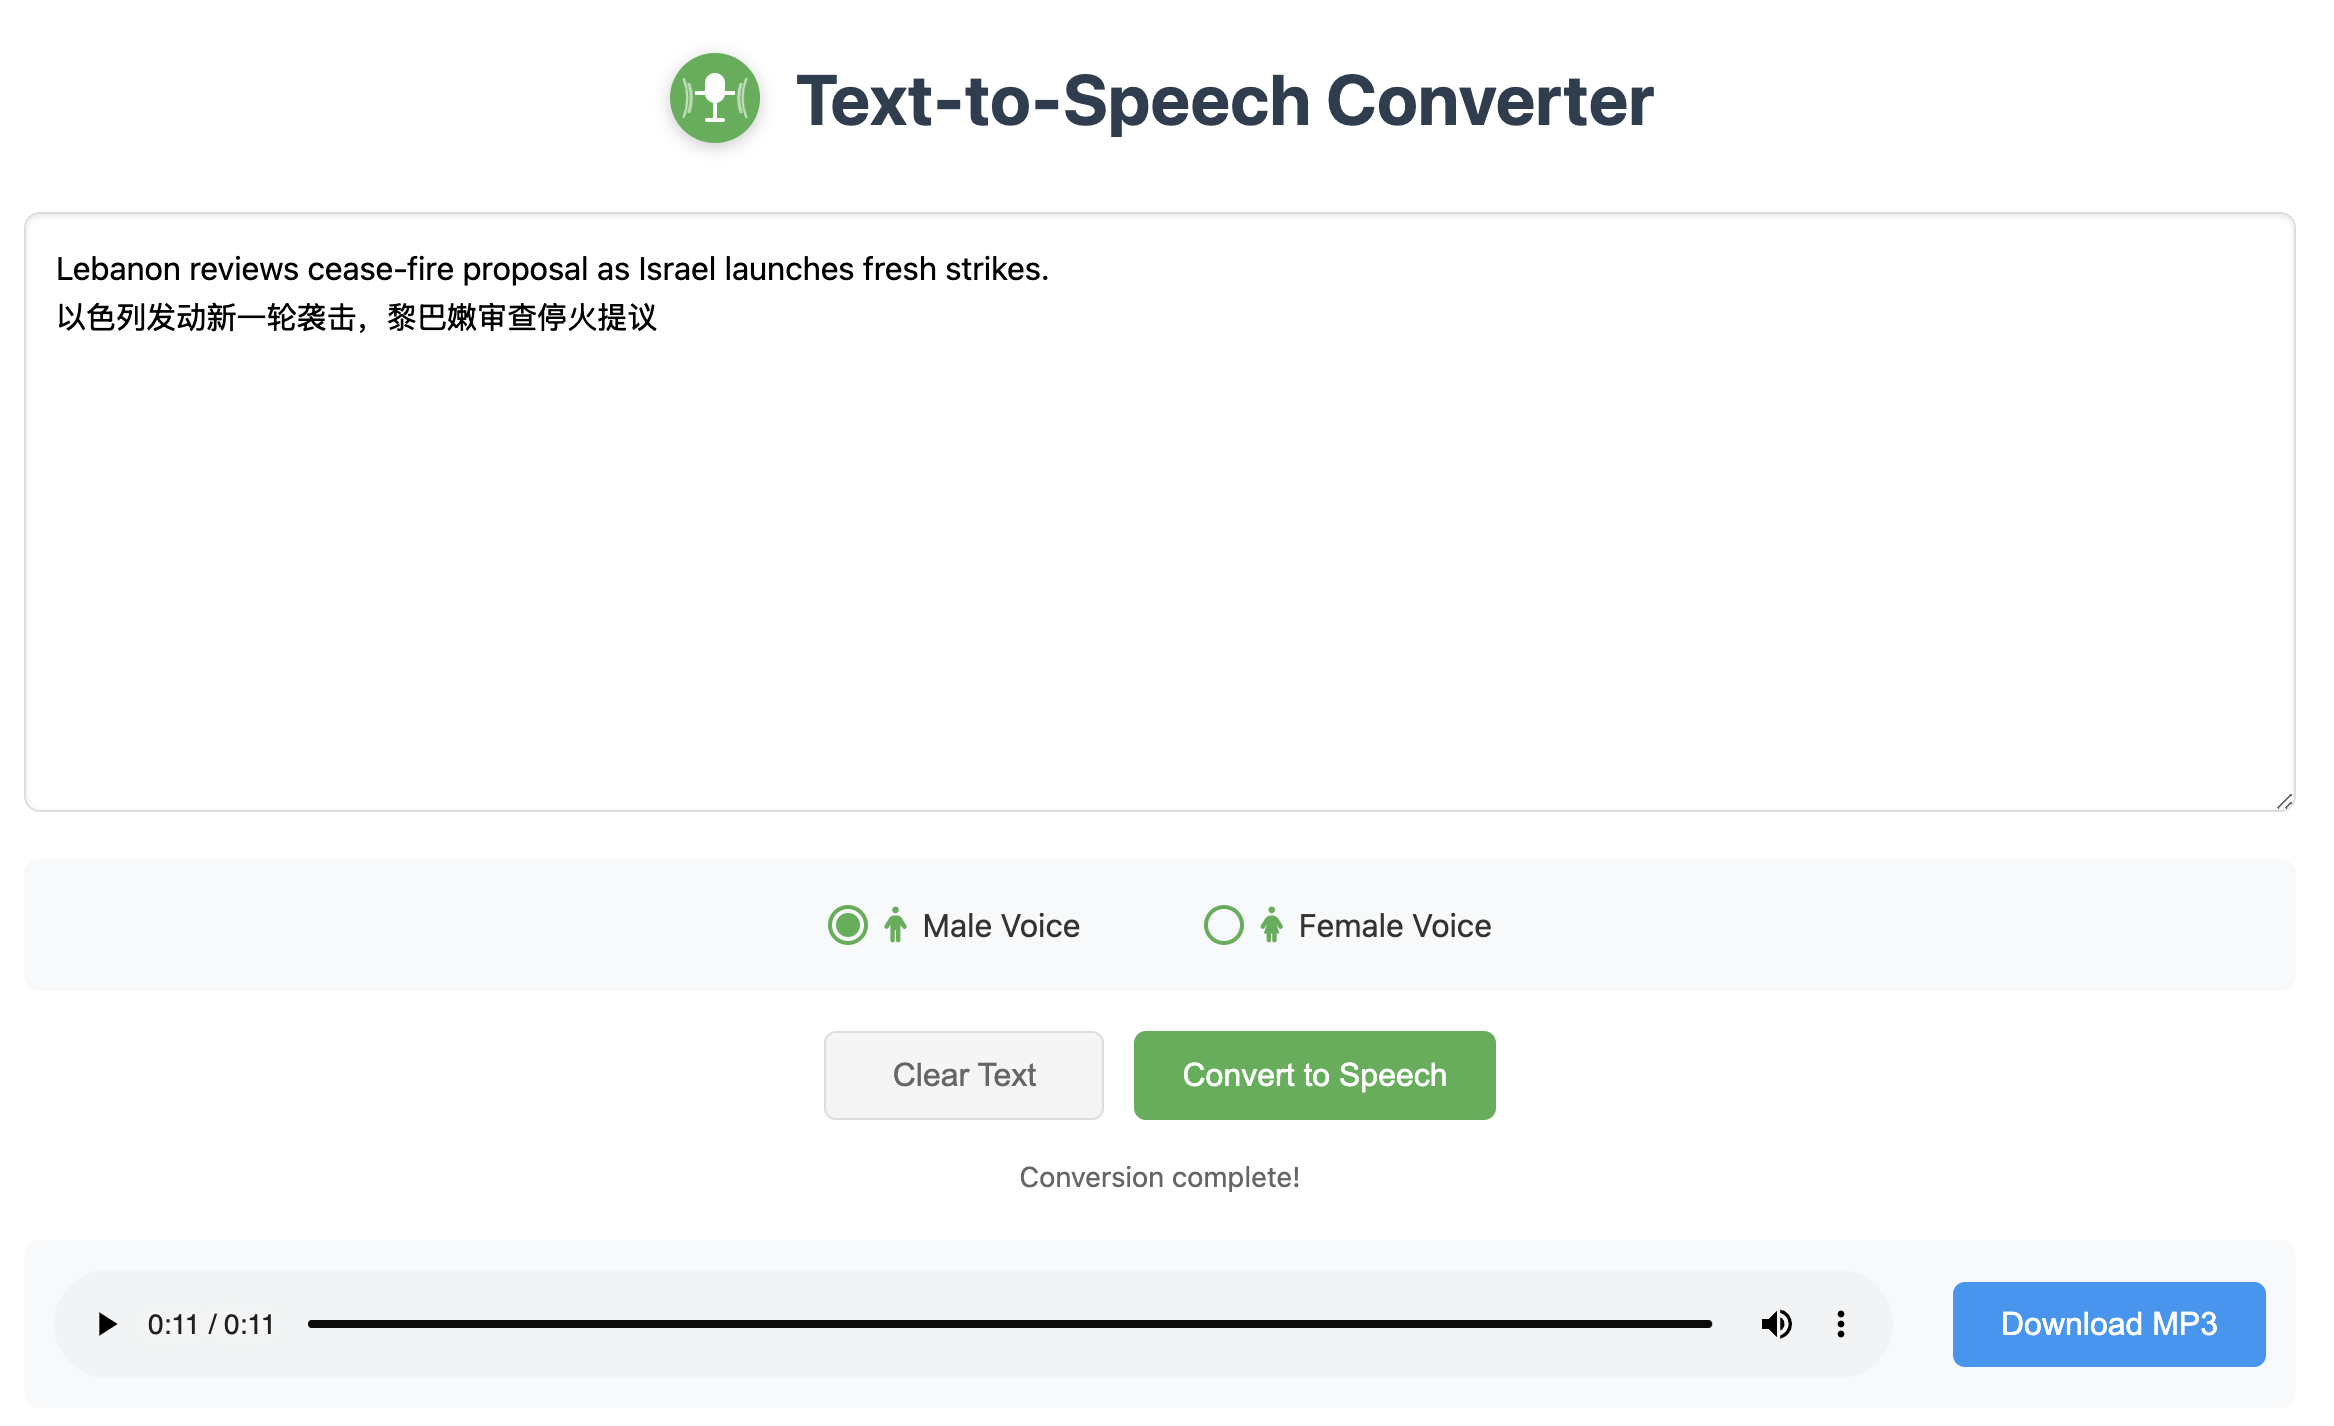 Text-to-Speech Converter
Lebanon reviews cease-fire proposal as Israel launches fresh strikes.
以色列发动新一轮袭击，黎巴嫩审查停火提议
Male Voice
Female Voice
Clear Text
Convert to Speech
Conversion complete!
0:11 / 0:11
Download MP3